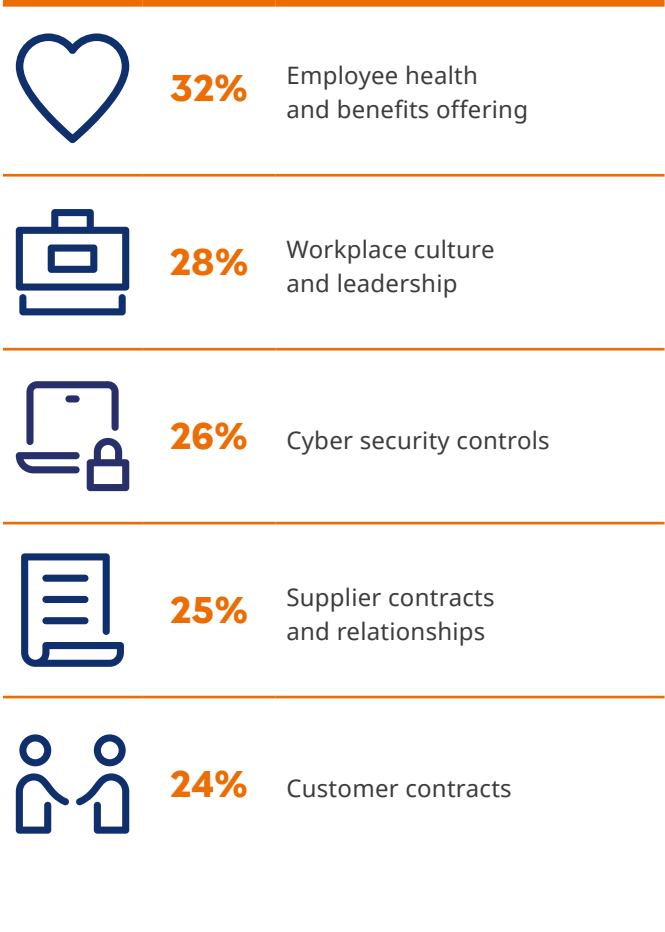 32%
Employee health
and benefits offering
28%
Workplace culture
and leadership
26%
Cyber security controls
25%
Supplier contracts
and relationships
24%
Customer contracts